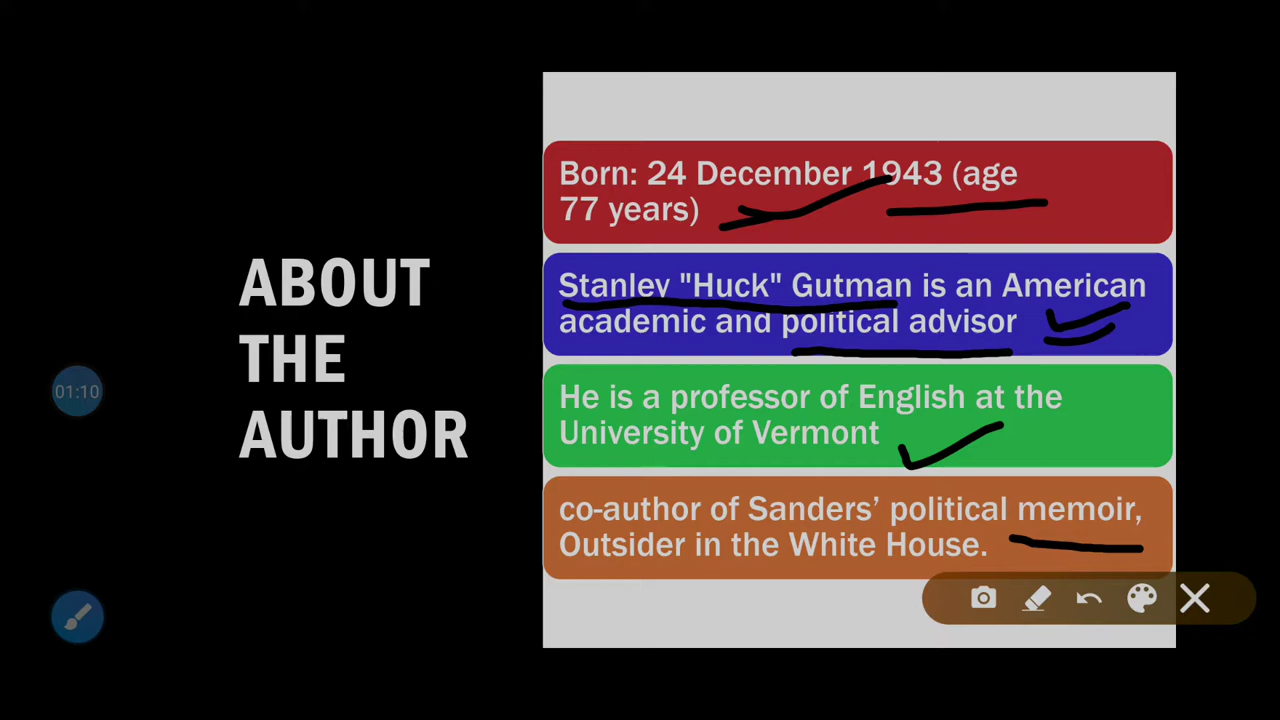 ABOUT
THE
AUTHOR
Born: 24 December 1943 (age
77 years)
Stanley "Huck" Gutman is an American
academic and political advisor
He is a professor of English at the
University of Vermont
co-author of Sanders’ political memoir,
Outsider in the White House.
01:10